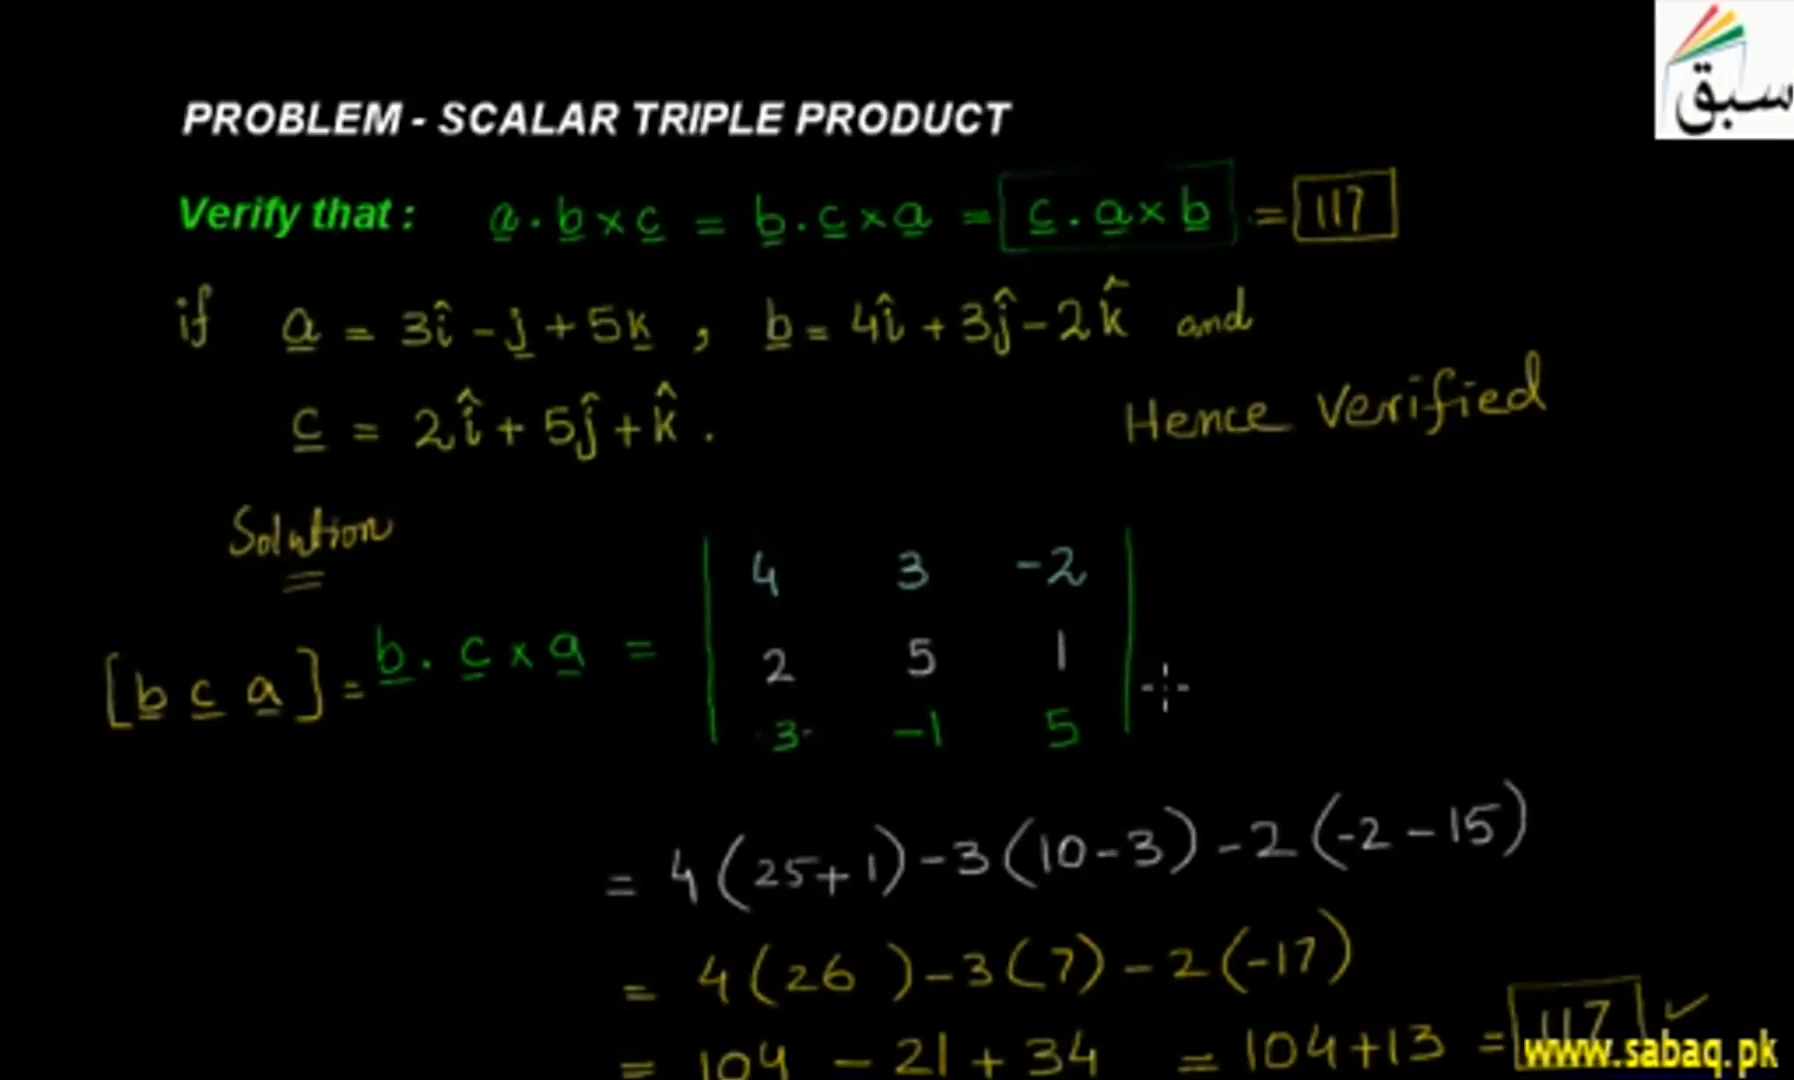 سبق
PROBLEM - SCALAR TRIPLE PRODUCT
Verify that : a . b × c = b . c × a = c . a × b = 117
if a = 3î - j + 5k , b = 4î + 3ĵ - 2k̂ and
c = 2î + 5ĵ + k̂ .
Hence Verified
Solution
4 3 -2
[b c a] = b . c × a = 2 5 1
3 -1 5
= 4(25+1) - 3(10-3) - 2(-2-15)
= 4(26) - 3(7) - 2(-17)
= 104 - 21 + 34 = 104+13 = 117 ✓
www.sabaq.pk